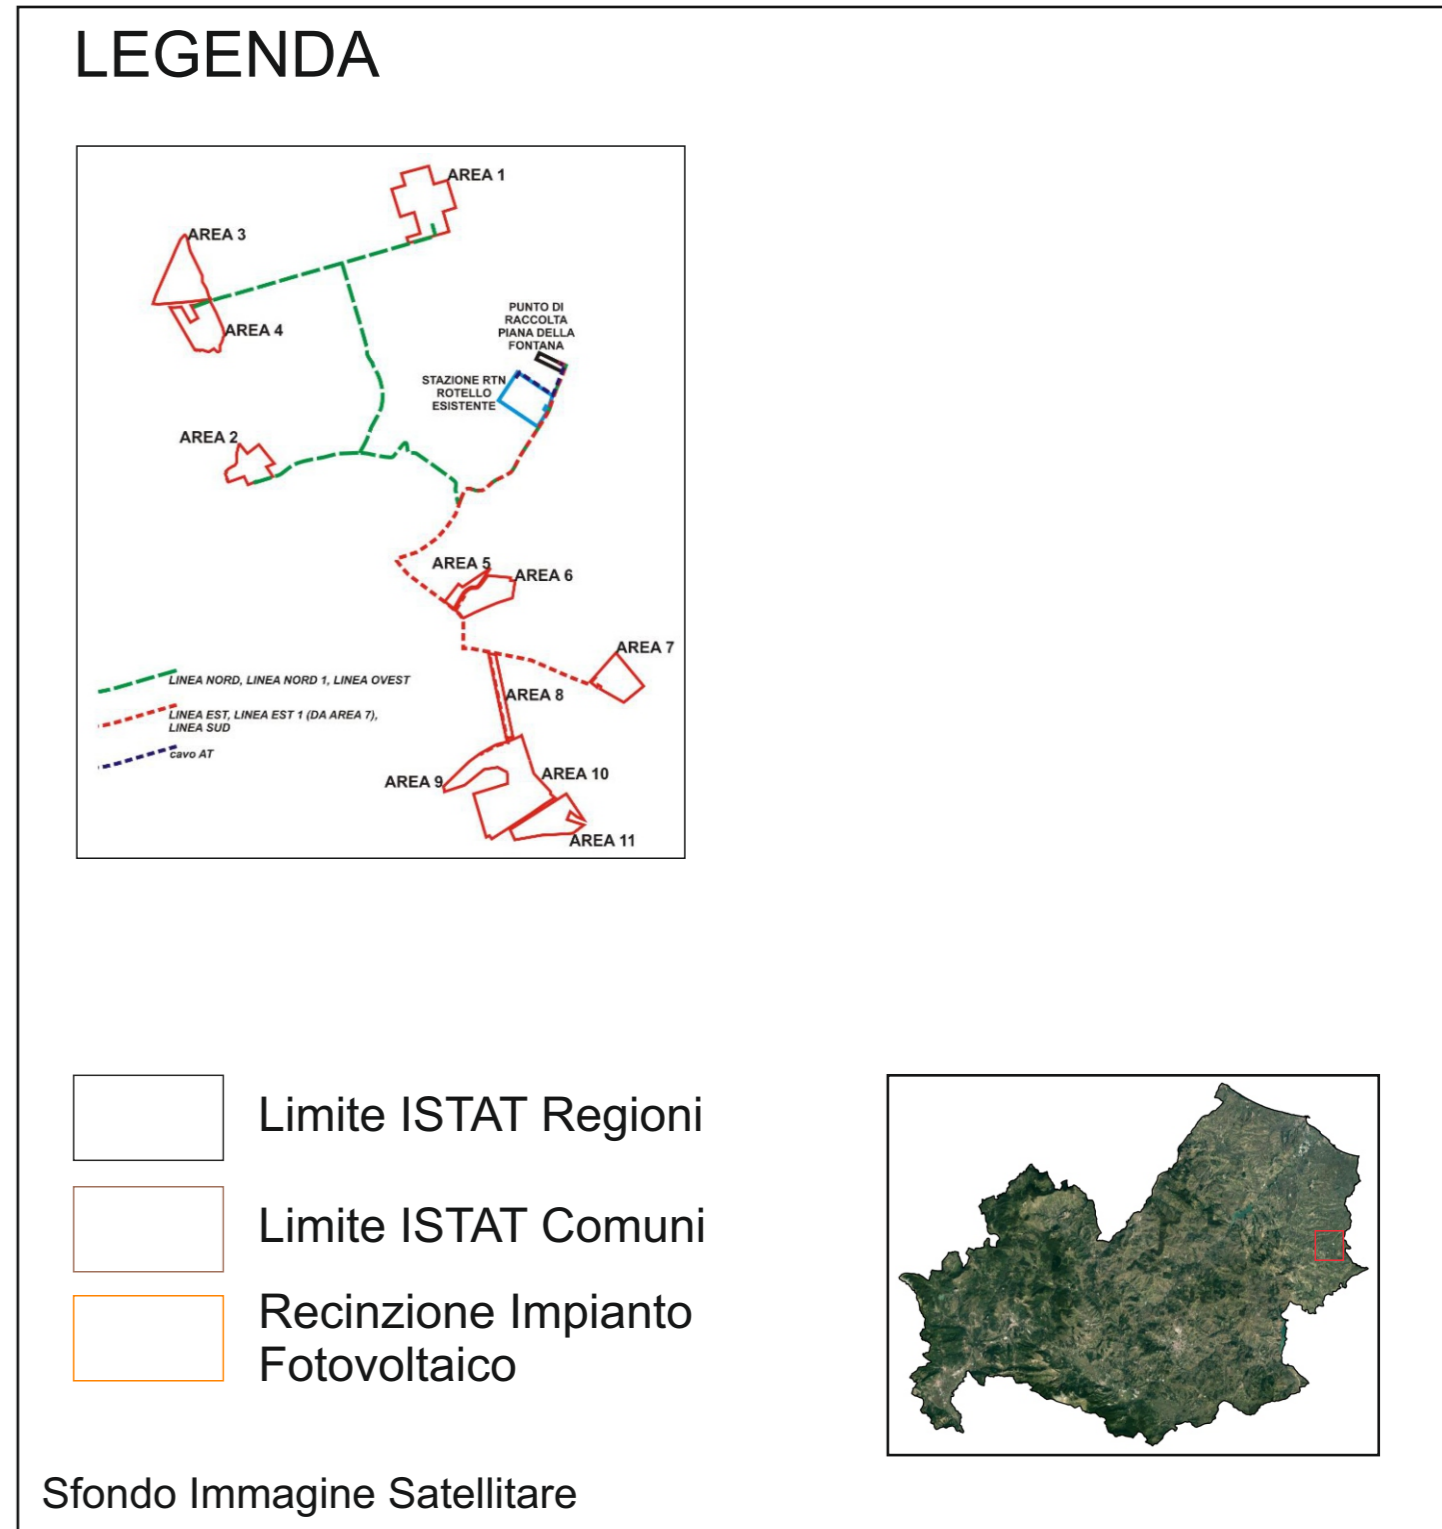 LEGENDA
AREA 1
AREA 3
AREA 4
PUNTO DI
RACCOLTA
PIANA DELLA
FONTANA
STAZIONE RTN
ROTELLO
ESISTENTE
AREA 2
AREA 5
AREA 6
AREA 7
AREA 8
LINEA NORD, LINEA NORD 1, LINEA OVEST
LINEA EST, LINEA EST 1 (DA AREA 7),
LINEA SUD
cavo AT
AREA 9
AREA 10
AREA 11
Limite ISTAT Regioni
Limite ISTAT Comuni
Recinzione Impianto
Fotovoltaico
Sfondo Immagine Satellitare